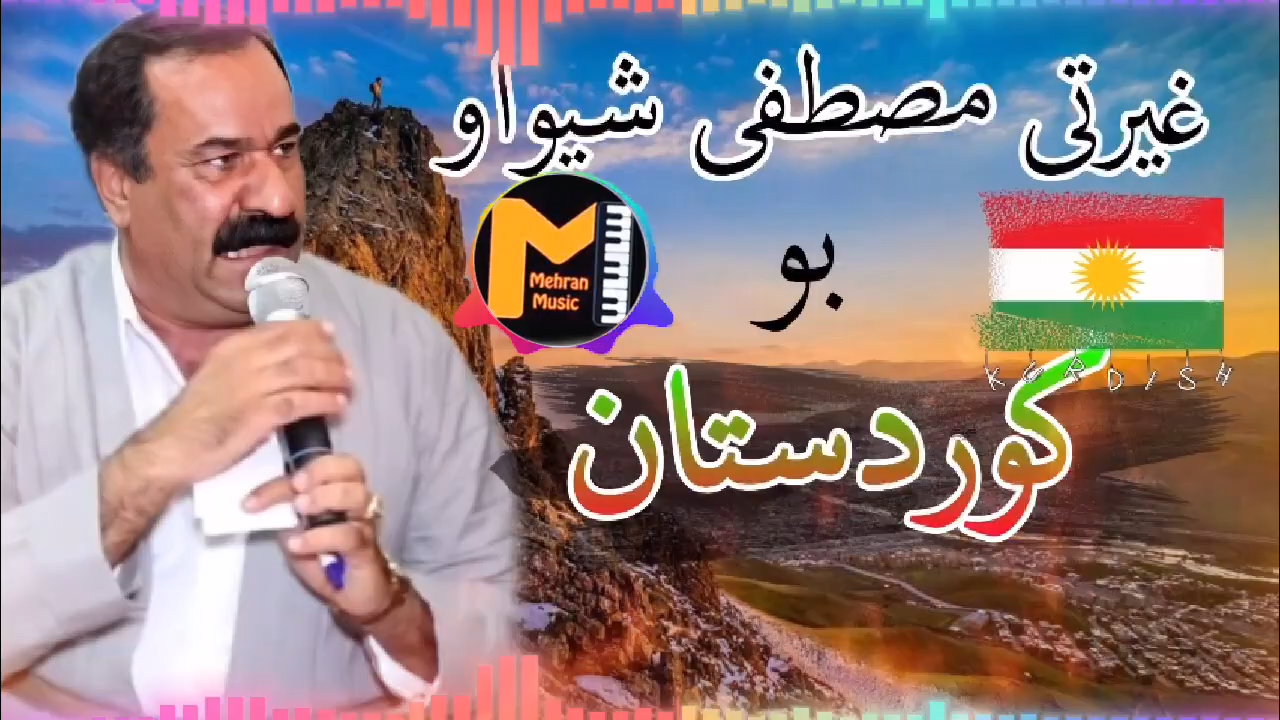 غیرتی مصطفی شیواو
Mehran
Music
بو
KURDISH
کوردستان